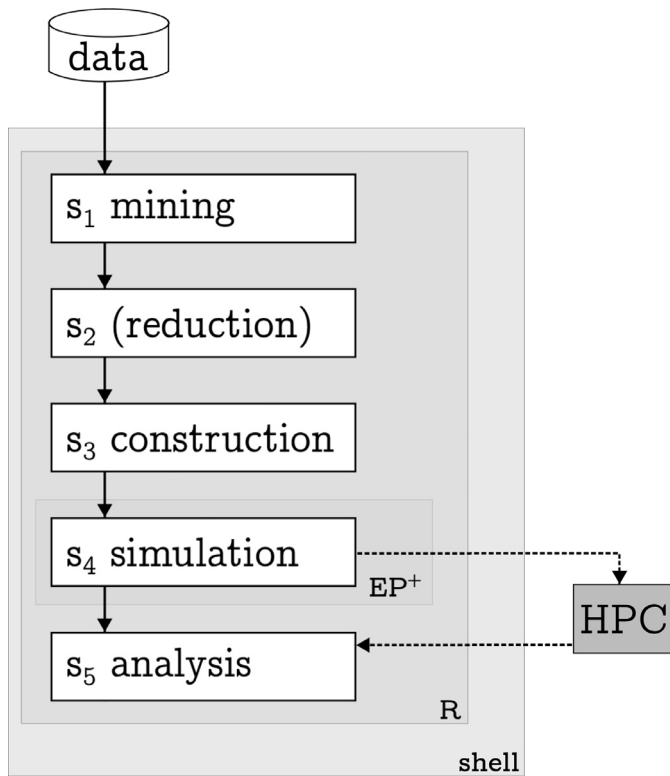 data
s₁ mining
s₂ (reduction)
s₃ construction
s₄ simulation
EP⁺
HPC
s₅ analysis
R
shell